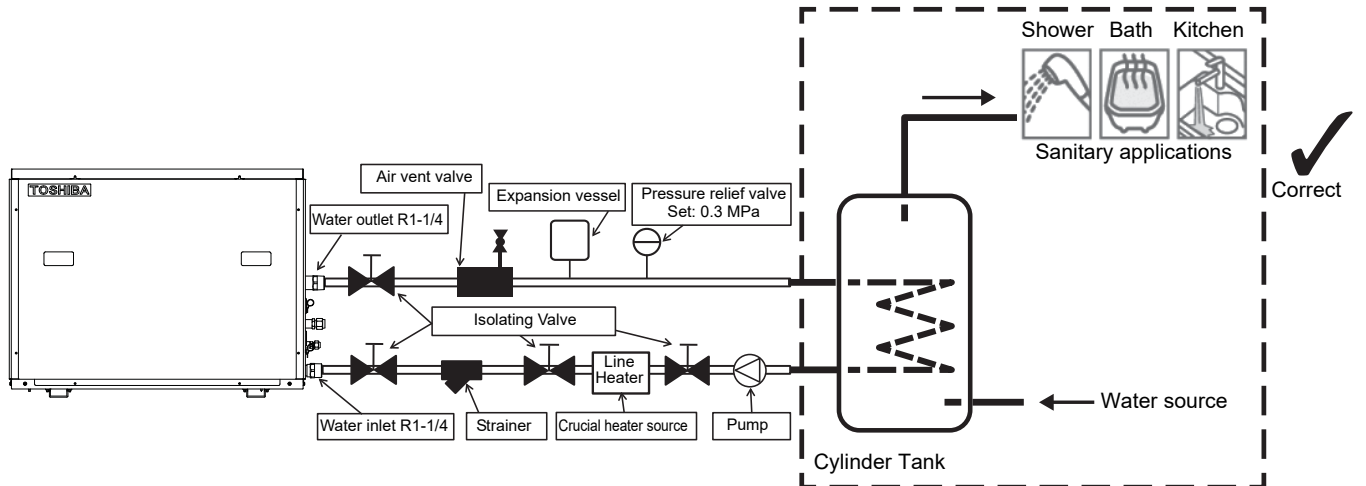 Shower Bath Kitchen
Sanitary applications
Correct
TOSHIBA
Air vent valve
Expansion vessel
Pressure relief valve
Set: 0.3 MPa
Water outlet R1-1/4
Isolating Valve
Line
Heater
Water inlet R1-1/4
Strainer
Crucial heater source
Pump
Water source
Cylinder Tank